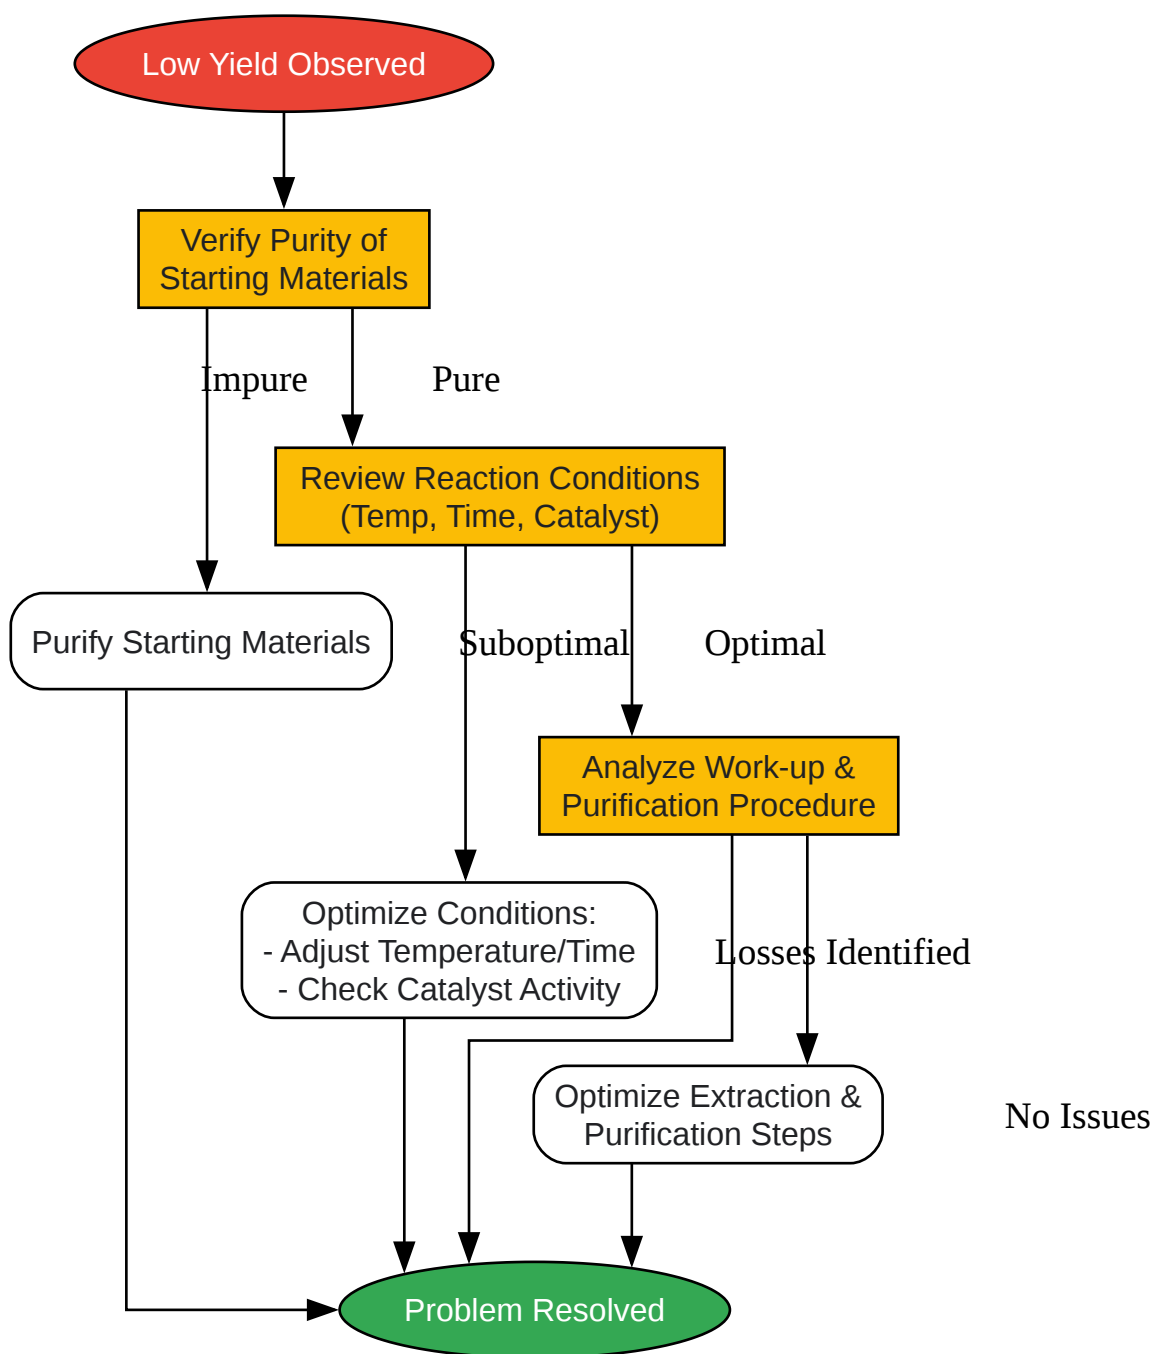 Low Yield Observed
Verify Purity of
Starting Materials
Impure
Pure
Review Reaction Conditions
(Temp, Time, Catalyst)
Purify Starting Materials
Suboptimal
Optimal
Analyze Work-up &
Purification Procedure
Optimize Conditions:
- Adjust Temperature/Time
- Check Catalyst Activity
Losses Identified
Optimize Extraction &
Purification Steps
No Issues
Problem Resolved